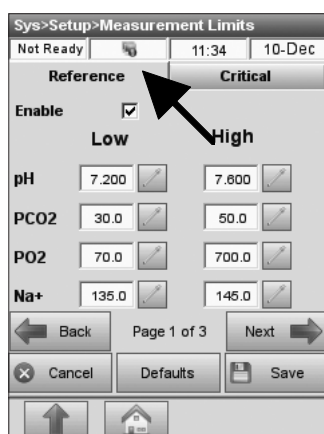 Sys>Setup>Measurement Limits
Not Ready 11:34 10-Dec
Reference Critical
Enable
Low High
pH 7.200 7.600
PCO2 30.0 50.0
PO2 70.0 700.0
Na+ 135.0 145.0
Back Page 1 of 3 Next
Cancel Defaults Save